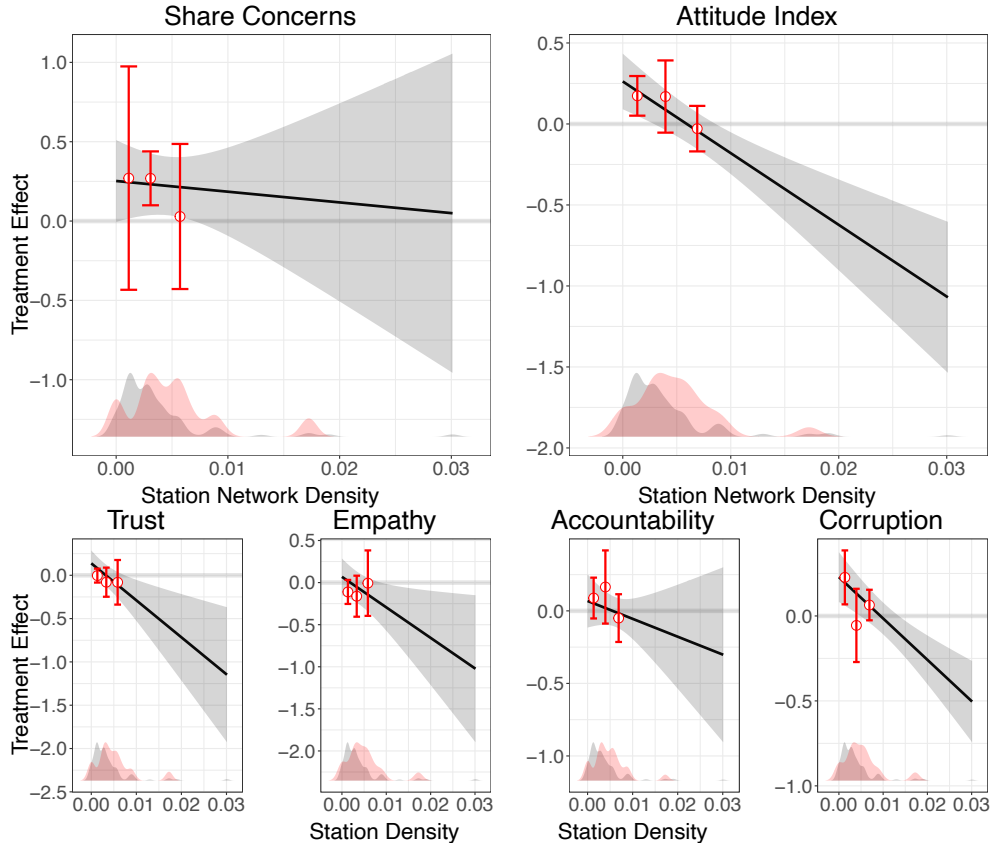 Share Concerns
Attitude Index
Treatment Effect
1.0
0.5
0.0
−0.5
−1.0
0.00 0.01 0.02 0.03
Station Network Density
0.5
0.0
−0.5
−1.0
−1.5
−2.0
0.00 0.01 0.02 0.03
Station Network Density
Trust
Empathy
Accountability
Corruption
Treatment Effect
0.0
−0.5
−1.0
−1.5
−2.0
−2.5
0.00 0.01 0.02 0.03
0.5
0.0
−0.5
−1.0
−1.5
−2.0
0.00 0.01 0.02 0.03
Station Density
0.0
−0.5
−1.0
0.00 0.01 0.02 0.03
Station Density
0.0
−0.5
−1.0
0.00 0.01 0.02 0.03